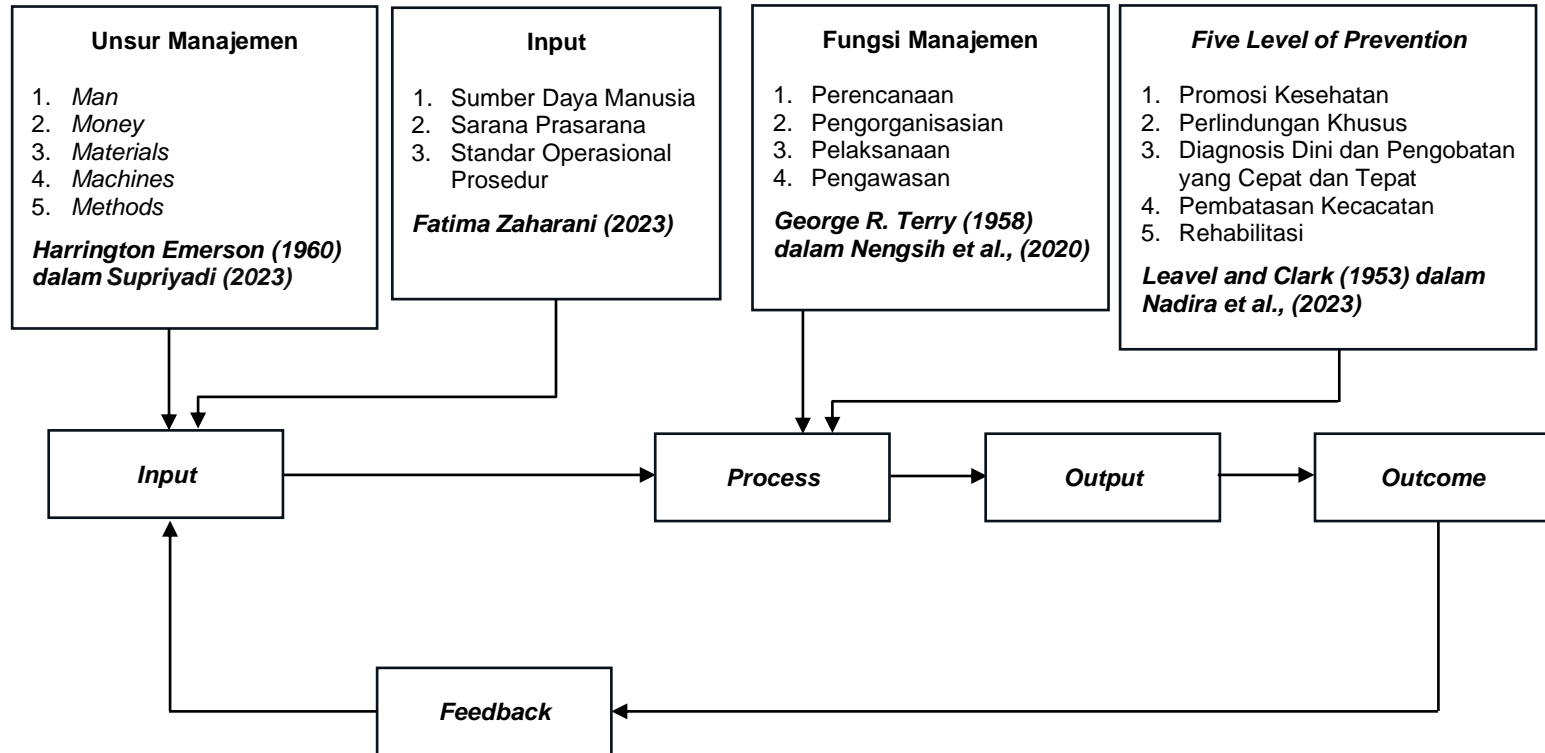 Unsur Manajemen
1. Man
2. Money
3. Materials
4. Machines
5. Methods
Harrington Emerson (1960)
dalam Supriyadi (2023)
Input
1. Sumber Daya Manusia
2. Sarana Prasarana
3. Standar Operasional
Prosedur
Fatima Zaharani (2023)
Fungsi Manajemen
1. Perencanaan
2. Pengorganisasian
3. Pelaksanaan
4. Pengawasan
George R. Terry (1958)
dalam Nengsih et al., (2020)
Five Level of Prevention
1. Promosi Kesehatan
2. Perlindungan Khusus
3. Diagnosis Dini dan Pengobatan
yang Cepat dan Tepat
4. Pembatasan Kecacatan
5. Rehabilitasi
Leavel and Clark (1953) dalam
Nadira et al., (2023)
Input
Process
Output
Outcome
Feedback